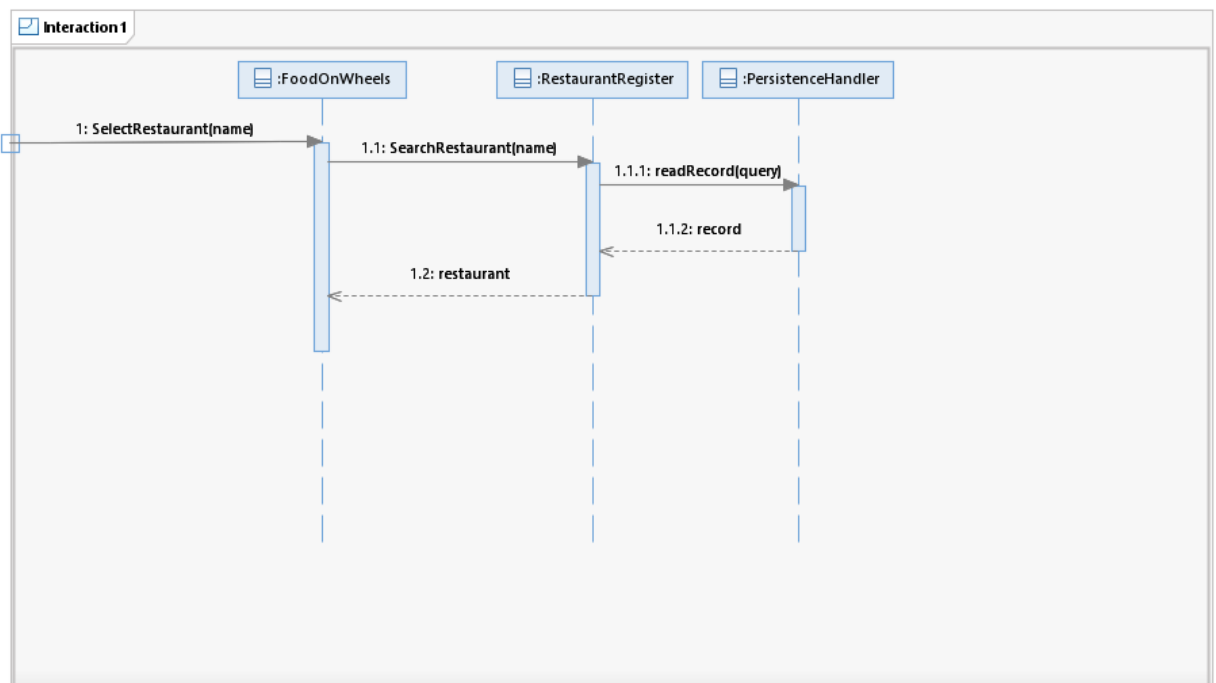 Interaction1
:FoodOnWheels
:RestaurantRegister
:PersistenceHandler
1: SelectRestaurant(name)
1.1: SearchRestaurant(name)
1.1.1: readRecord(query)
1.1.2: record
1.2: restaurant